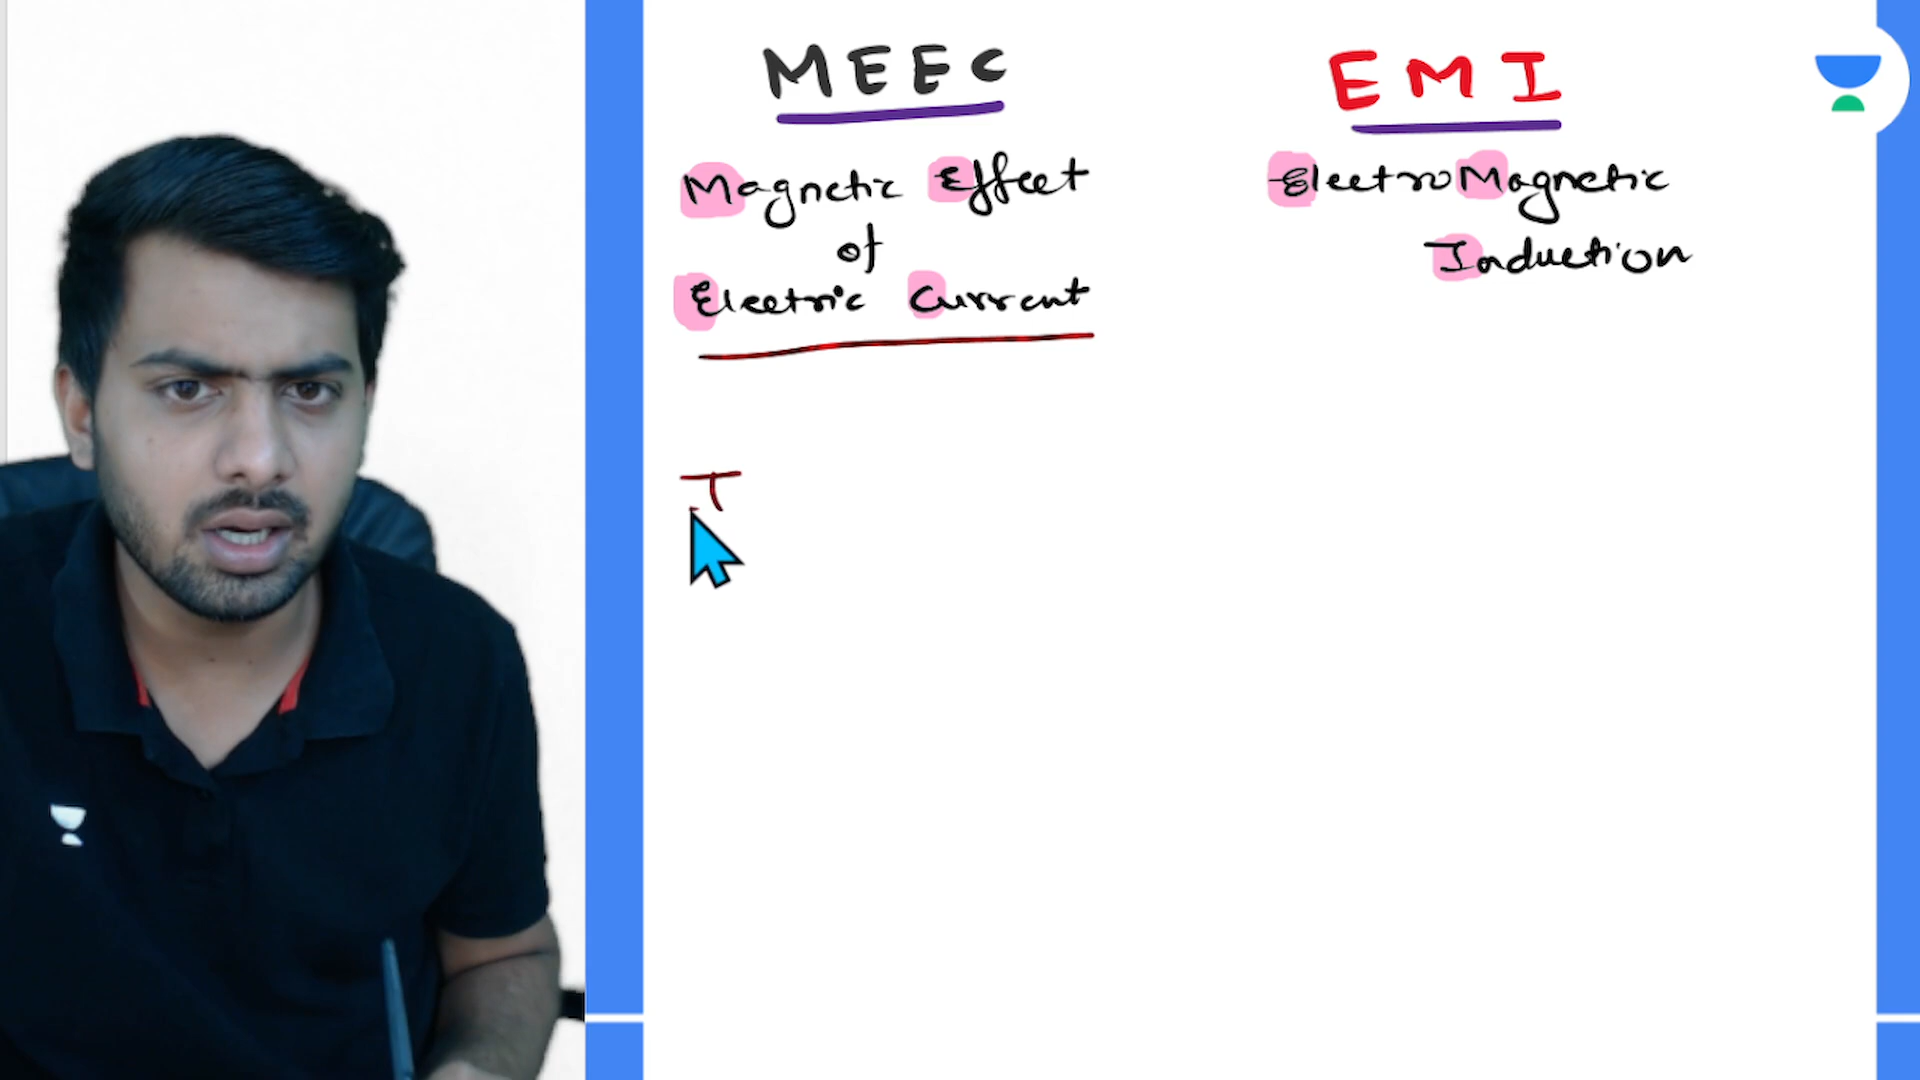 MEEC
Magnetic Effect
of
Electric Current
EMI
ElectroMagnetic
Induction